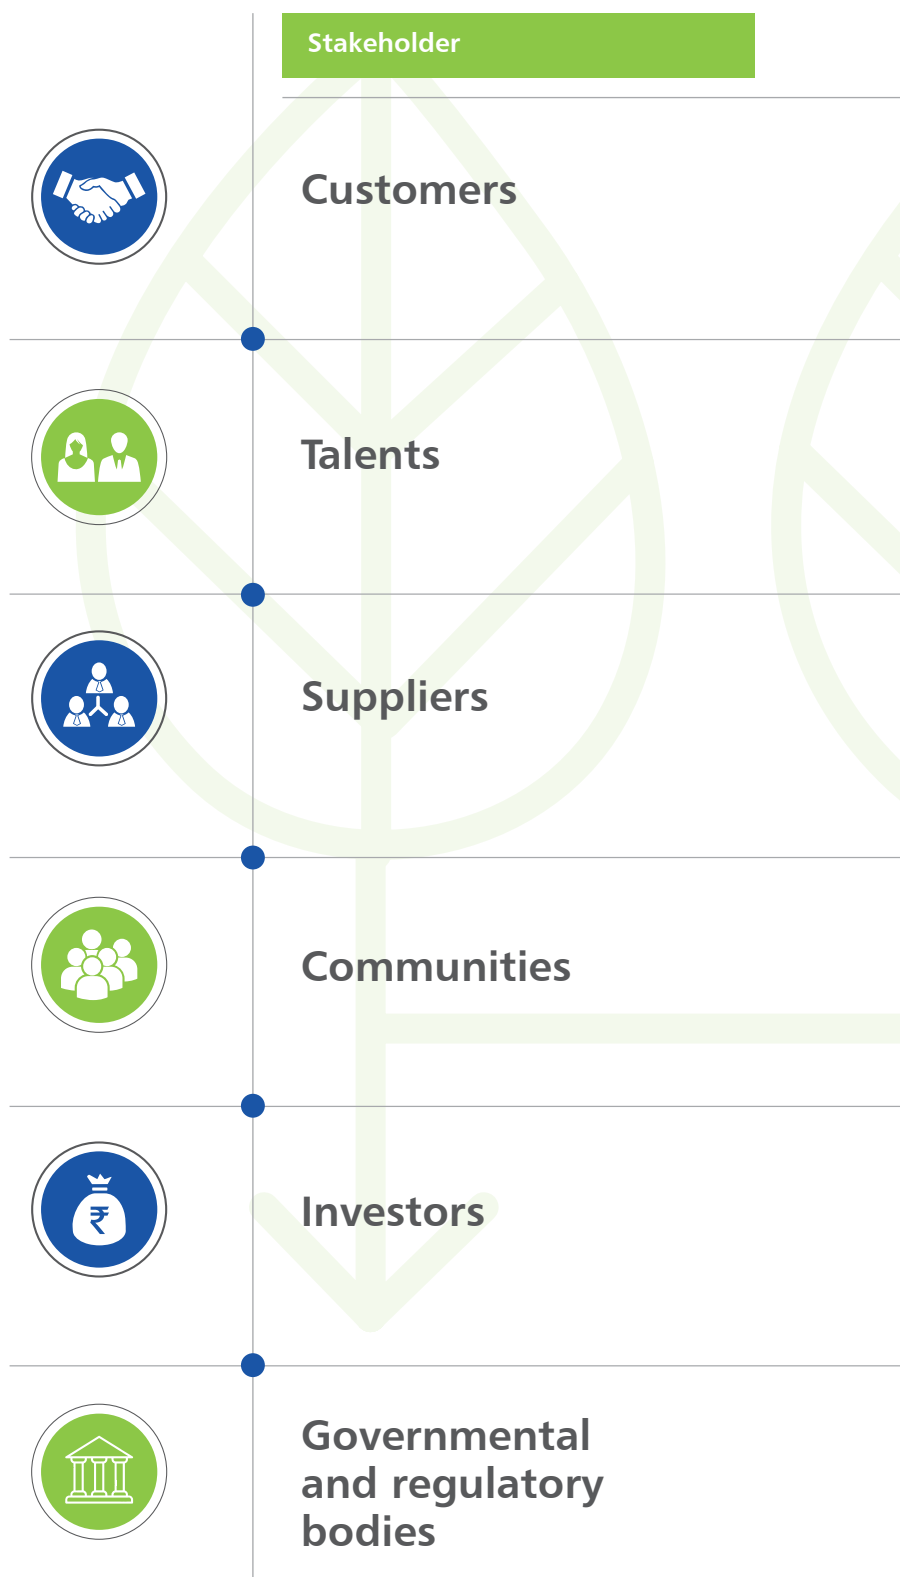 Stakeholder
Customers
Talents
Suppliers
Communities
₹
Investors
Governmental
and regulatory
bodies